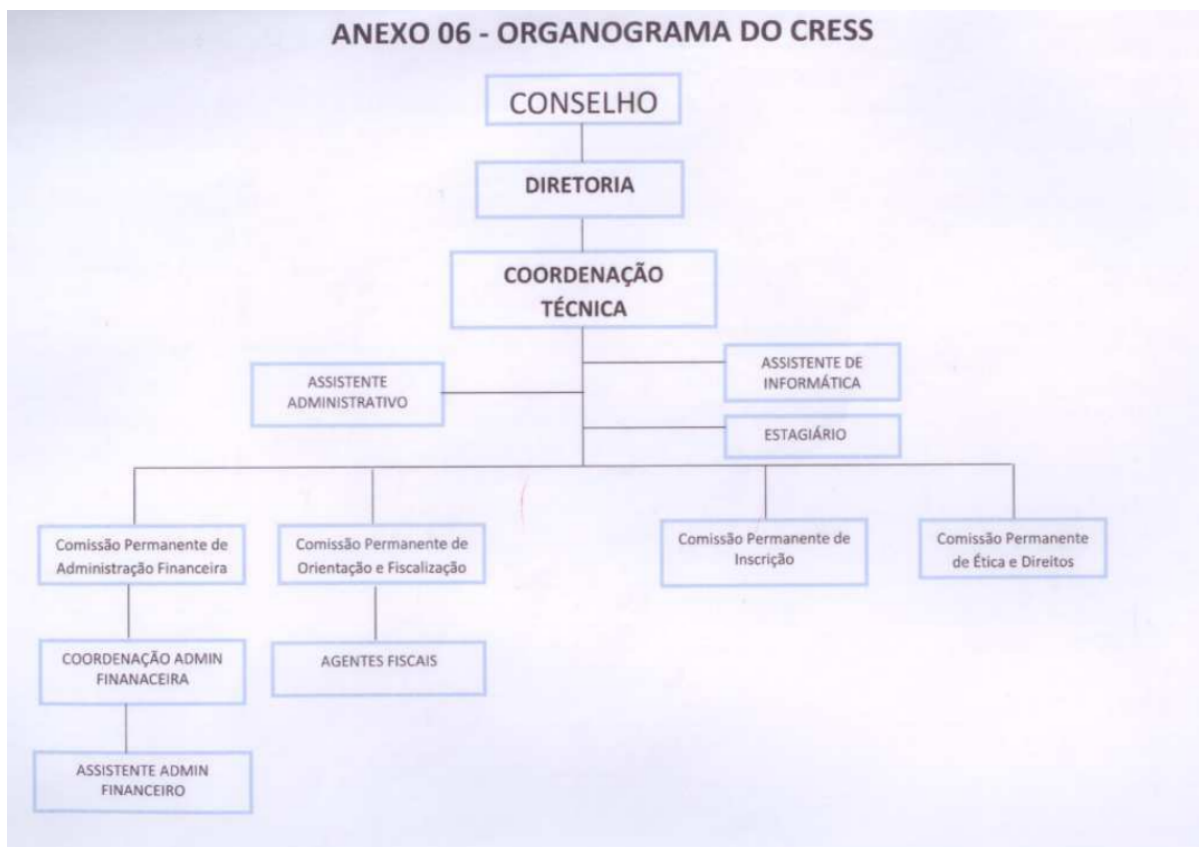 ANEXO 06 - ORGANOGRAMA DO CRESS
CONSELHO
DIRETORIA
COORDENAÇÃO
TÉCNICA
ASSISTENTE
ADMINISTRATIVO
ASSISTENTE DE
INFORMÁTICA
ESTAGIÁRIO
Comissão Permanente de
Administração Financeira
Comissão Permanente de
Orientação e Fiscalização
Comissão Permanente de
Inscrição
Comissão Permanente
de Ética e Direitos
COORDENAÇÃO ADMIN
FINANACEIRA
AGENTES FISCAIS
ASSISTENTE ADMIN
FINANCEIRO